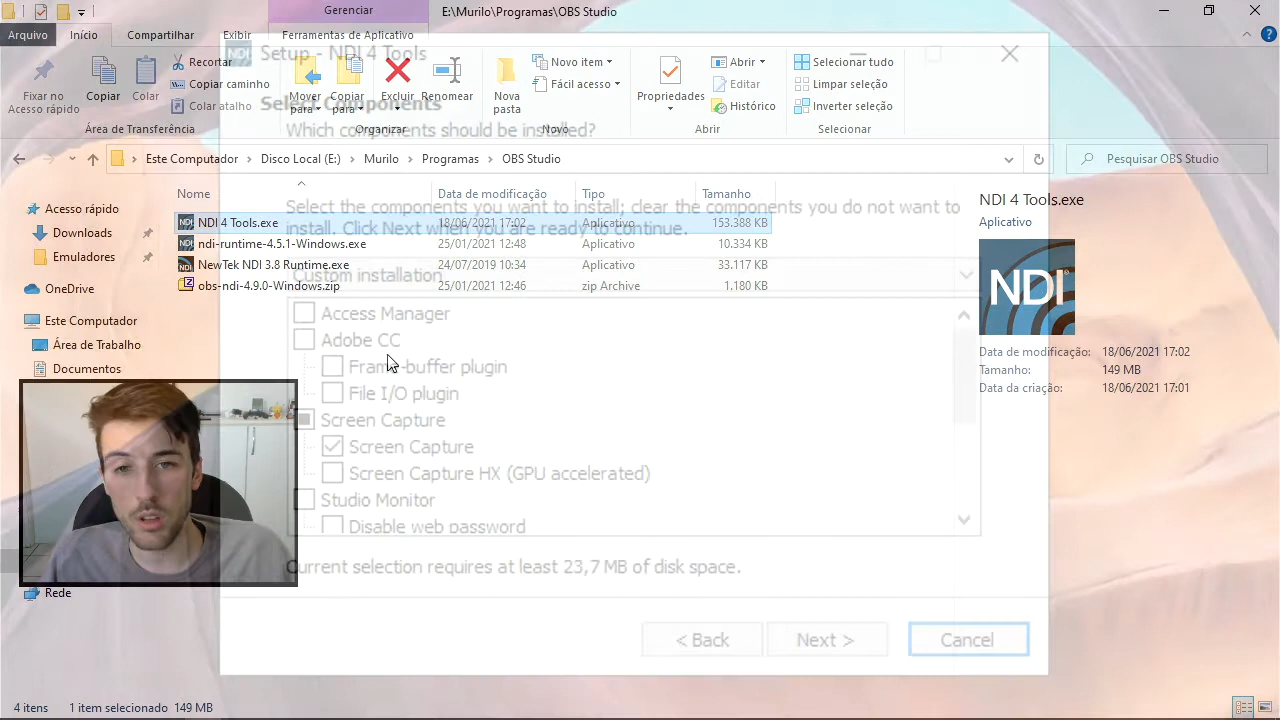 Gerenciar
E:\Murilo\Programas\OBS Studio
Arquivo
Início
Compartilhar
Exibir
Ferramentas de Aplicativo
Setup - NDI 4 Tools
Fixar no
Acesso rápido
Copiar
Colar
Recortar
Copiar caminho
Colar atalho
Área de Transferência
Mover
para
Copiar
para
Excluir
Renomear
Organizar
Nova
pasta
Novo item
Fácil acesso
Novo
Propriedades
Abrir
Editar
Histórico
Abrir
Selecionar tudo
Limpar seleção
Inverter seleção
Selecionar
Select Components
Which components should be installed?
Este Computador
Disco Local (E:)
Murilo
Programas
OBS Studio
Pesquisar OBS Studio
Nome
Data de modificação
Tipo
Tamanho
Select the components you want to install; clear the components you do not want to
install. Click Next when you are ready to continue.
NDI 4 Tools.exe 18/06/2021 17:02 Aplicativo 153.388 KB
ndi-runtime-4.5.1-Windows.exe 25/01/2021 12:48 Aplicativo 10.334 KB
NewTek NDI 3.8 Runtime.exe 24/07/2019 10:34 Aplicativo 33.117 KB
obs-ndi-4.9.0-Windows.zip 25/01/2021 12:46 zip Archive 1.180 KB
Acesso rápido
Downloads
Emuladores
OneDrive
Este Computador
Área de Trabalho
Documentos
Rede
Custom installation
Access Manager
Adobe CC
Frame-buffer plugin
File I/O plugin
Screen Capture
Screen Capture
Screen Capture HX (GPU accelerated)
Studio Monitor
Disable web password
Current selection requires at least 23,7 MB of disk space.
< Back
Next >
Cancel
NDI 4 Tools.exe
Aplicativo
NDI
Data de modificação: 18/06/2021 17:02
Tamanho: 149 MB
Data da criação: 18/06/2021 17:01
4 itens
1 item selecionado 149 MB